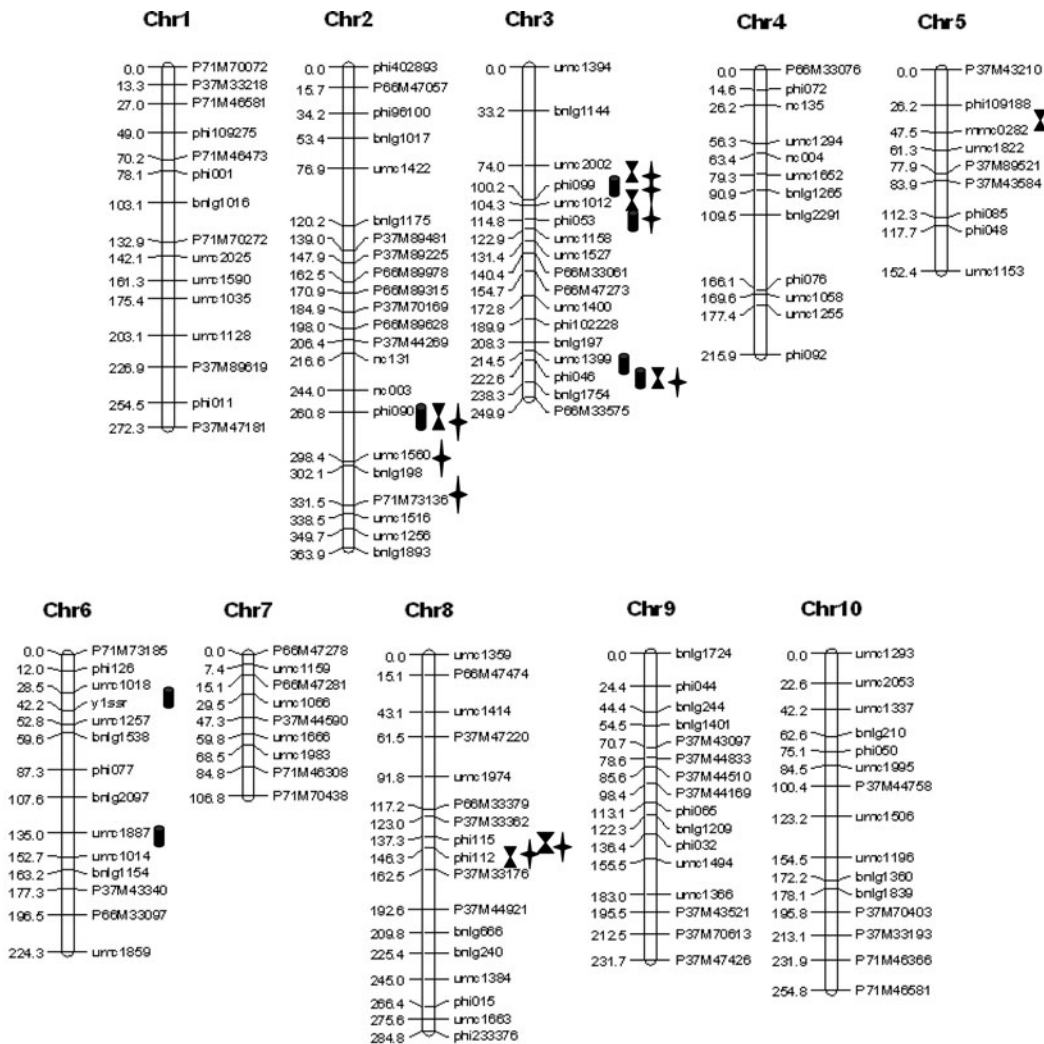 Chr1
0.0 P71M70072
13.3 P37M33218
27.0 P71M46581
49.0 phi109275
70.2 P71M46473
78.1 phi001
103.1 bnlg1016
132.9 P71M70272
142.1 umc2025
161.3 umc1590
175.4 umc1035
203.1 umc1128
226.9 P37M89619
254.5 phi011
272.3 P37M47181
Chr2
0.0 phi402893
15.7 P66M47057
34.2 phi96100
53.4 bnlg1017
76.9 umc1422
120.2 bnlg1175
139.0 P37M89481
147.9 P37M89225
162.5 P66M89978
170.9 P66M89315
184.9 P37M70169
198.0 P66M89628
206.4 P37M44269
216.6 nc131
244.0 nc003
260.8 phi090
298.4 umc1560
302.1 bnlg198
331.5 P71M73136
338.5 umc1516
349.7 umc1256
363.9 bnlg1893
Chr3
0.0 umc1394
33.2 bnlg1144
74.0 umc2002
100.2 phi099
104.3 umc1012
114.8 phi053
122.9 umc1158
131.4 umc1527
140.4 P66M33061
154.7 P66M47273
172.8 umc1400
189.9 phi102228
208.3 bnlg197
214.5 umc1399
222.6 phi046
238.3 bnlg1754
249.9 P66M33575
Chr4
0.0 P66M33076
14.6 phi072
26.2 nc135
56.3 umc1294
63.4 nc004
79.3 umc1652
90.9 bnlg1265
109.5 bnlg2291
166.1 phi076
169.6 umc1058
177.4 umc1255
215.9 phi092
Chr5
0.0 P37M43210
26.2 phi109188
47.5 mmc0282
61.3 umc1822
77.9 P37M89521
83.9 P37M43584
112.3 phi085
117.7 phi048
152.4 umc1153
Chr6
0.0 P71M73185
12.0 phi126
28.5 umc1018
42.2 y1ssr
52.8 umc1257
59.6 bnlg1538
87.3 phi077
107.6 bnlg2097
135.0 umc1887
152.7 umc1014
163.2 bnlg1154
177.3 P37M43340
196.5 P66M33097
224.3 umc1859
Chr7
0.0 P66M47278
7.4 umc1159
15.1 P66M47281
29.5 umc1066
47.3 P37M44590
59.8 umc1666
68.5 umc1983
84.8 P71M46308
106.8 P71M70438
Chr8
0.0 umc1359
15.1 P66M47474
43.1 umc1414
61.5 P37M47220
91.8 umc1974
117.2 P66M33379
123.0 P37M33362
137.3 phi115
146.3 phi112
162.5 P37M33176
192.6 P37M44921
209.8 bnlg666
225.4 bnlg240
245.0 umc1384
266.4 phi015
275.6 umc1663
284.8 phi233376
Chr9
0.0 bnlg1724
24.4 phi044
44.4 bnlg244
54.5 bnlg1401
70.7 P37M43097
78.6 P37M44833
85.6 P37M44510
98.4 P37M44169
113.1 phi065
122.3 bnlg1209
136.4 phi032
155.5 umc1494
183.0 umc1366
195.5 P37M43521
212.5 P37M70613
231.7 P37M47426
Chr10
0.0 umc1293
22.6 umc2053
42.2 umc1337
62.6 bnlg210
75.1 phi050
84.5 umc1995
100.4 P37M44758
123.2 umc1506
154.5 umc1196
172.2 bnlg1360
178.1 bnlg1839
195.8 P37M70403
213.1 P37M33193
231.9 P71M46366
254.8 P71M46581